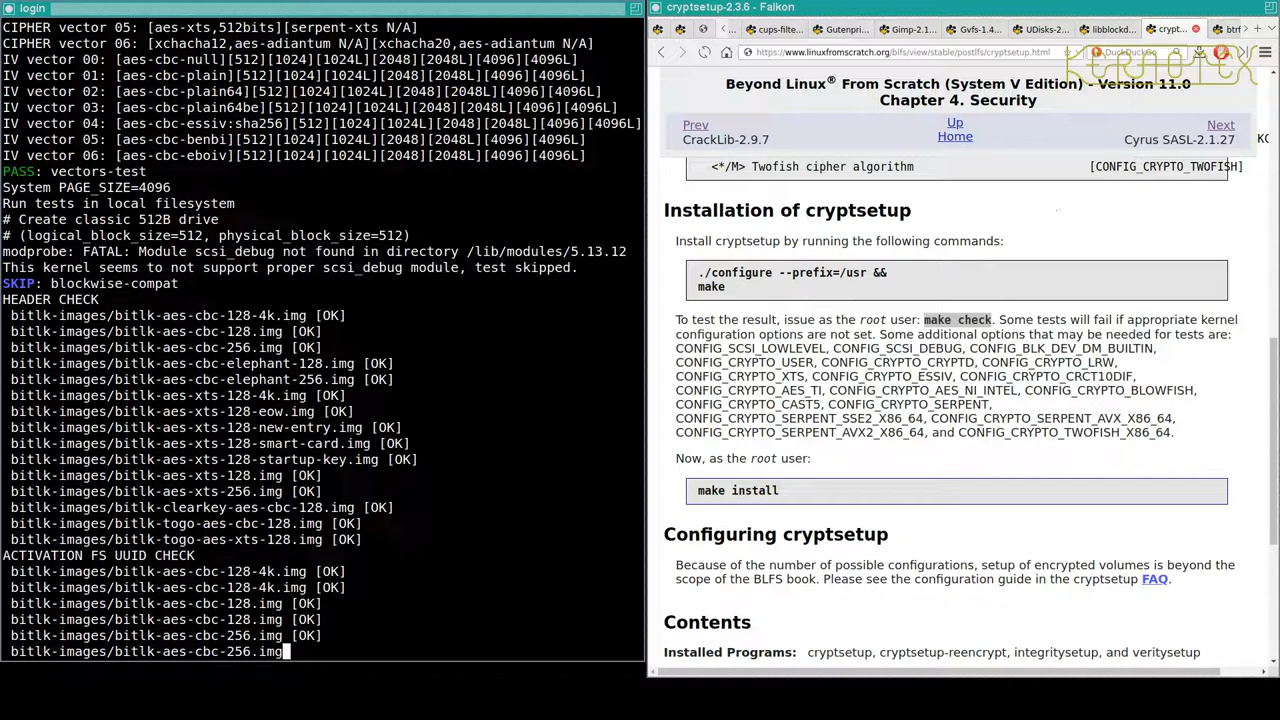 login
CIPHER vector 05: [aes-xts,512bits][serpent-xts N/A]
CIPHER vector 06: [xchacha12,aes-adiantum N/A][xchacha20,aes-adiantum N/A]
IV vector 00: [aes-cbc-null][512][1024][1024L][2048][2048L][4096][4096L]
IV vector 01: [aes-cbc-plain][512][1024][1024L][2048][2048L][4096][4096L]
IV vector 02: [aes-cbc-plain64][512][1024][1024L][2048][2048L][4096][4096L]
IV vector 03: [aes-cbc-plain64be][512][1024][1024L][2048][2048L][4096][4096L]
IV vector 04: [aes-cbc-essiv:sha256][512][1024][1024L][2048][2048L][4096][4096L]
IV vector 05: [aes-cbc-benbi][512][1024][1024L][2048][2048L][4096][4096L]
IV vector 06: [aes-cbc-eboiv][512][1024][1024L][2048][2048L][4096][4096L]
PASS: vectors-test
System PAGE_SIZE=4096
Run tests in local filesystem
# Create classic 512B drive
# (logical_block_size=512, physical_block_size=512)
modprobe: FATAL: Module scsi_debug not found in directory /lib/modules/5.13.12
This kernel seems to not support proper scsi_debug module, test skipped.
SKIP: blockwise-compat
HEADER CHECK
bitlk-images/bitlk-aes-cbc-128-4k.img [OK]
bitlk-images/bitlk-aes-cbc-128.img [OK]
bitlk-images/bitlk-aes-cbc-256.img [OK]
bitlk-images/bitlk-aes-cbc-elephant-128.img [OK]
bitlk-images/bitlk-aes-cbc-elephant-256.img [OK]
bitlk-images/bitlk-aes-xts-128-4k.img [OK]
bitlk-images/bitlk-aes-xts-128-eow.img [OK]
bitlk-images/bitlk-aes-xts-128-new-entry.img [OK]
bitlk-images/bitlk-aes-xts-128-smart-card.img [OK]
bitlk-images/bitlk-aes-xts-128-startup-key.img [OK]
bitlk-images/bitlk-aes-xts-128.img [OK]
bitlk-images/bitlk-aes-xts-256.img [OK]
bitlk-images/bitlk-clearkey-aes-cbc-128.img [OK]
bitlk-images/bitlk-togo-aes-cbc-128.img [OK]
bitlk-images/bitlk-togo-aes-xts-128.img [OK]
ACTIVATION FS UUID CHECK
bitlk-images/bitlk-aes-cbc-128-4k.img [OK]
bitlk-images/bitlk-aes-cbc-128-4k.img [OK]
bitlk-images/bitlk-aes-cbc-128.img [OK]
bitlk-images/bitlk-aes-cbc-128.img [OK]
bitlk-images/bitlk-aes-cbc-256.img [OK]
bitlk-images/bitlk-aes-cbc-256.img
cryptsetup-2.3.6 - Falkon
cups-filte... Gutenpri... Gimp-2.1... Gvfs-1.4... UDisks-2... libblockd... crypt... btrf
https://www.linuxfromscratch.org/blfs/view/stable/postlfs/cryptsetup.html
DuckDuckGo
KERNOTEX
Beyond Linux® From Scratch (System V Edition) - Version 11.0
Chapter 4. Security
Prev Up Next
CrackLib-2.9.7 Home Cyrus SASL-2.1.27
<*/M> Twofish cipher algorithm [CONFIG_CRYPTO_TWOFISH]
Installation of cryptsetup
Install cryptsetup by running the following commands:
./configure --prefix=/usr &&
make
To test the result, issue as the root user: make check. Some tests will fail if appropriate kernel
configuration options are not set. Some additional options that may be needed for tests are:
CONFIG_SCSI_LOWLEVEL, CONFIG_SCSI_DEBUG, CONFIG_BLK_DEV_DM_BUILTIN,
CONFIG_CRYPTO_USER, CONFIG_CRYPTO_CRYPTD, CONFIG_CRYPTO_LRW,
CONFIG_CRYPTO_XTS, CONFIG_CRYPTO_ESSIV, CONFIG_CRYPTO_CRCT10DIF,
CONFIG_CRYPTO_AES_TI, CONFIG_CRYPTO_AES_NI_INTEL, CONFIG_CRYPTO_BLOWFISH,
CONFIG_CRYPTO_CAST5, CONFIG_CRYPTO_SERPENT,
CONFIG_CRYPTO_SERPENT_SSE2_X86_64, CONFIG_CRYPTO_SERPENT_AVX_X86_64,
CONFIG_CRYPTO_SERPENT_AVX2_X86_64, and CONFIG_CRYPTO_TWOFISH_X86_64.
Now, as the root user:
make install
Configuring cryptsetup
Because of the number of possible configurations, setup of encrypted volumes is beyond the
scope of the BLFS book. Please see the configuration guide in the cryptsetup FAQ.
Contents
Installed Programs: cryptsetup, cryptsetup-reencrypt, integritysetup, and veritysetup